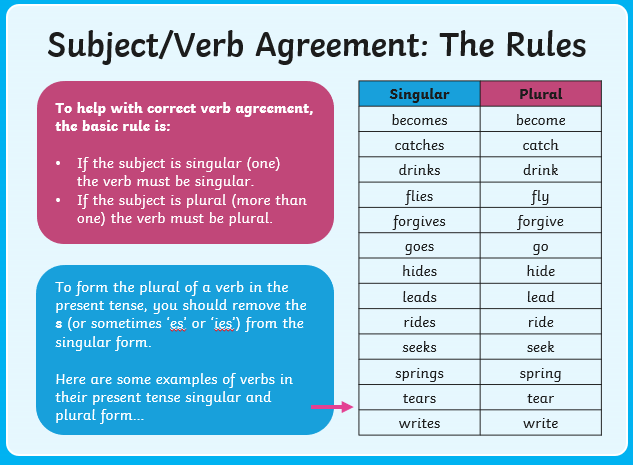 Subject/Verb Agreement: The Rules
To help with correct verb agreement,
the basic rule is:
• If the subject is singular (one)
the verb must be singular.
• If the subject is plural (more than
one) the verb must be plural.
To form the plural of a verb in the
present tense, you should remove the
s (or sometimes ‘es’ or ‘ies’) from the
singular form.
Here are some examples of verbs in
their present tense singular and
plural form...
Singular Plural
becomes become
catches catch
drinks drink
flies fly
forgives forgive
goes go
hides hide
leads lead
rides ride
seeks seek
springs spring
tears tear
writes write